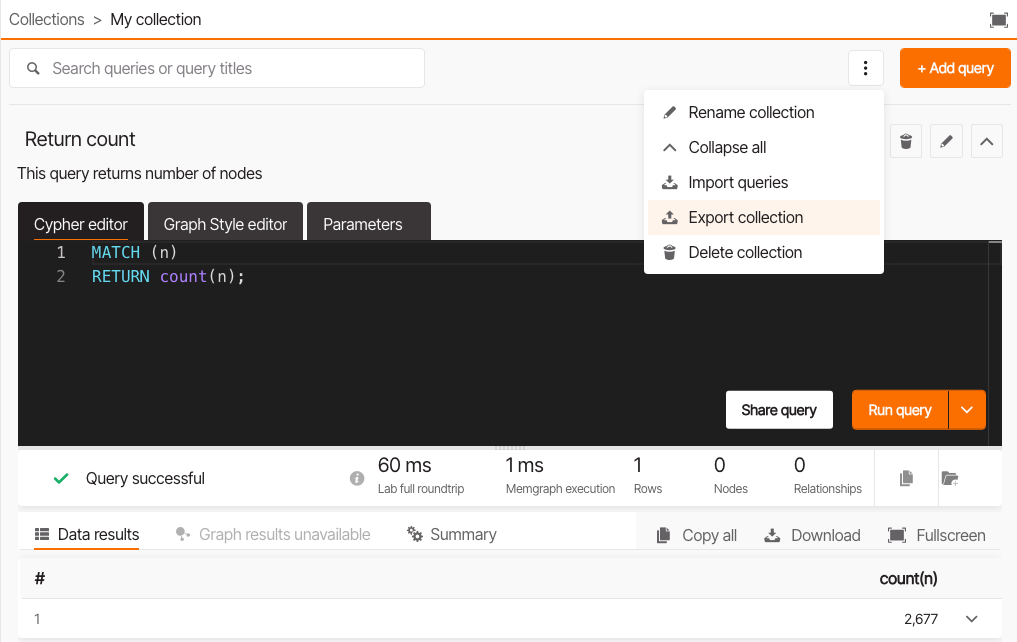 Collections > My collection
Search queries or query titles
+ Add query
Rename collection
Collapse all
Import queries
Export collection
Delete collection
Return count
This query returns number of nodes
Cypher editor Graph Style editor Parameters
1 MATCH (n)
2 RETURN count(n);
Share query Run query
Query successful
60 ms 1 ms 1 0 0
Lab full roundtrip Memgraph execution Rows Nodes Relationships
Data results Graph results unavailable Summary Copy all Download Fullscreen
# count(n)
1 2,677